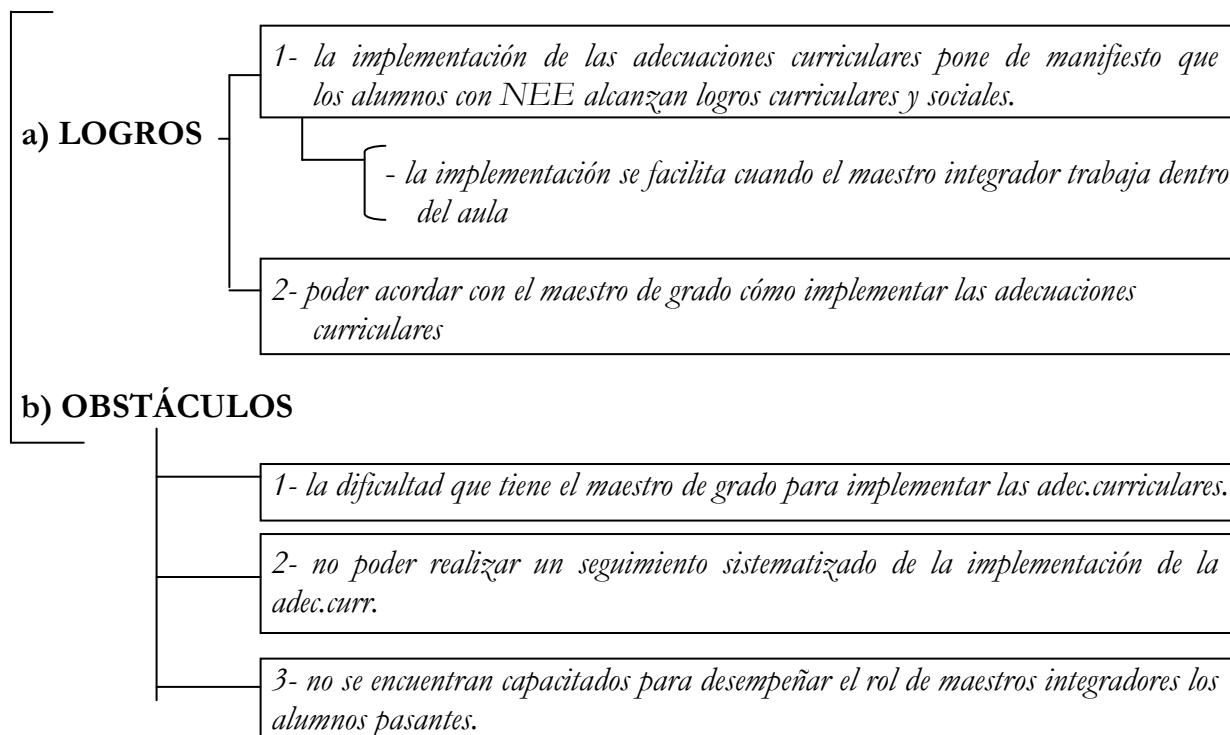 1- la implementación de las adecuaciones curriculares pone de manifiesto que
los alumnos con NEE alcanzan logros curriculares y sociales.
a) LOGROS
- la implementación se facilita cuando el maestro integrador trabaja dentro
del aula
2- poder acordar con el maestro de grado cómo implementar las adecuaciones
curriculares
b) OBSTÁCULOS
1- la dificultad que tiene el maestro de grado para implementar las adec.curriculares.
2- no poder realizar un seguimiento sistematizado de la implementación de la
adec.curr.
3- no se encuentran capacitados para desempeñar el rol de maestros integradores los
alumnos pasantes.